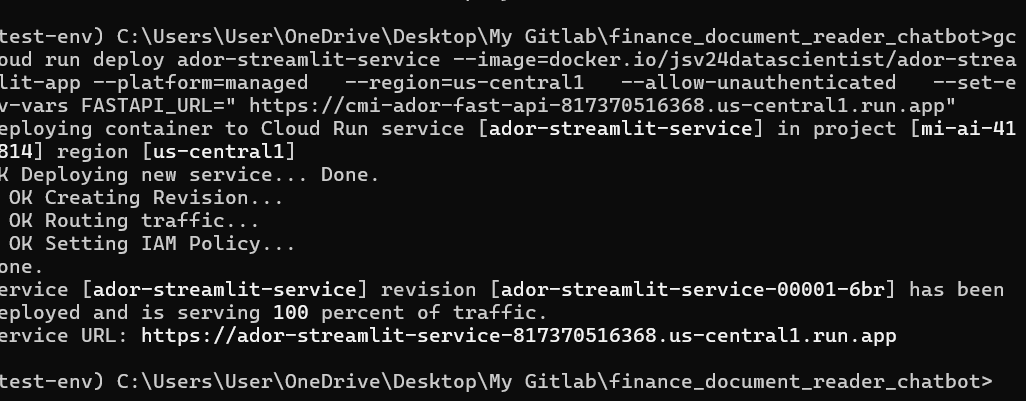 test-env) C:\Users\User\OneDrive\Desktop\My Gitlab\finance_document_reader_chatbot>gc
oud run deploy ador-streamlit-service --image=docker.io/jsv24datascientist/ador-strea
lit-app --platform=managed   --region=us-central1   --allow-unauthenticated   --set-e
v-vars FASTAPI_URL=" https://cmi-ador-fast-api-817370516368.us-central1.run.app"
eploying container to Cloud Run service [ador-streamlit-service] in project [mi-ai-41
814] region [us-central1]
K Deploying new service... Done.
OK Creating Revision...
OK Routing traffic...
OK Setting IAM Policy...
one.
ervice [ador-streamlit-service] revision [ador-streamlit-service-00001-6br] has been
eployed and is serving 100 percent of traffic.
ervice URL: https://ador-streamlit-service-817370516368.us-central1.run.app
test-env) C:\Users\User\OneDrive\Desktop\My Gitlab\finance_document_reader_chatbot>